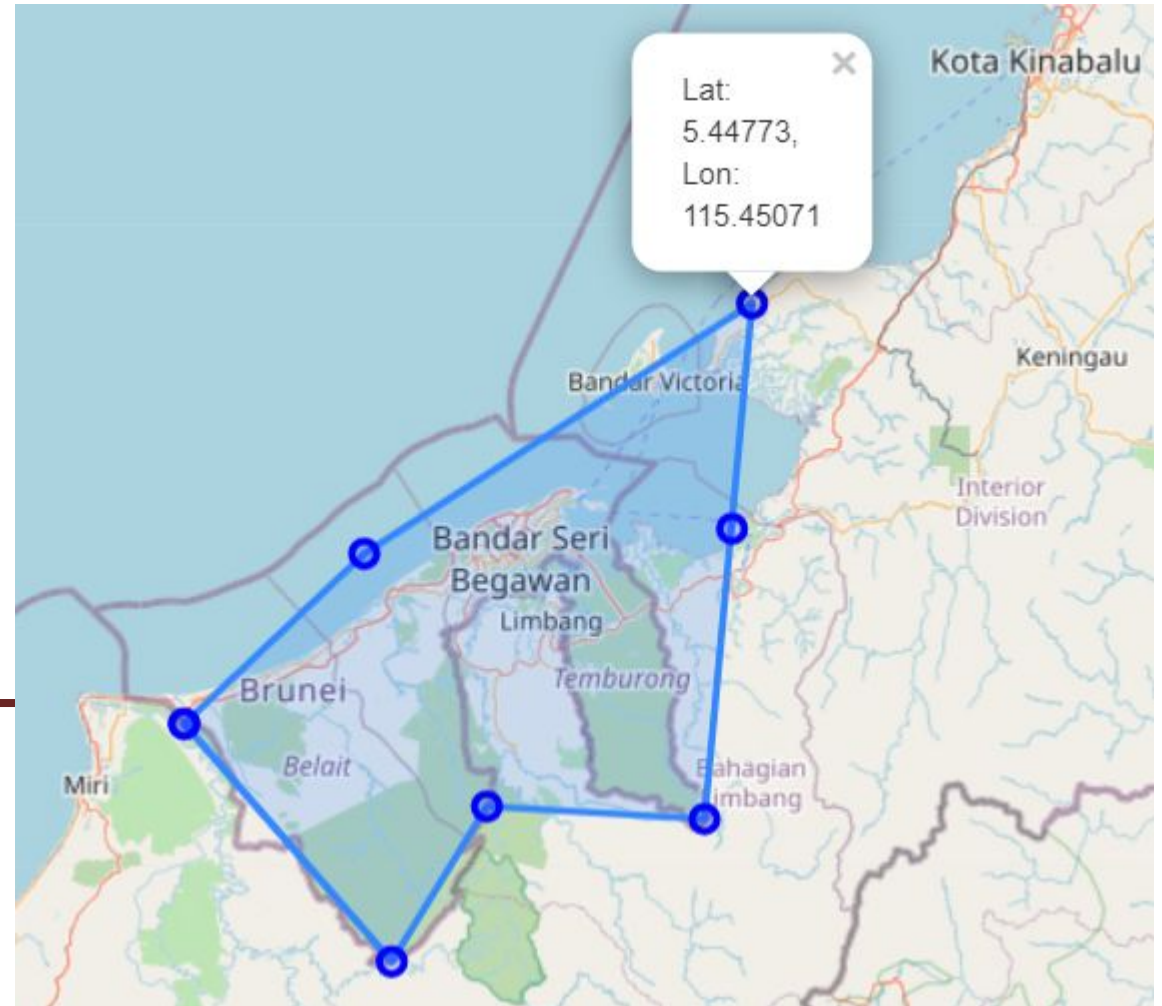 Kota Kinabalu
×
Lat:
5.44773,
Lon:
115.45071
Keningau
Bandar Victoria
Interior
Division
Bandar Seri
Begawan
Limbang
Temburong
Brunei
Belait
Miri
Bahagian
Limbang